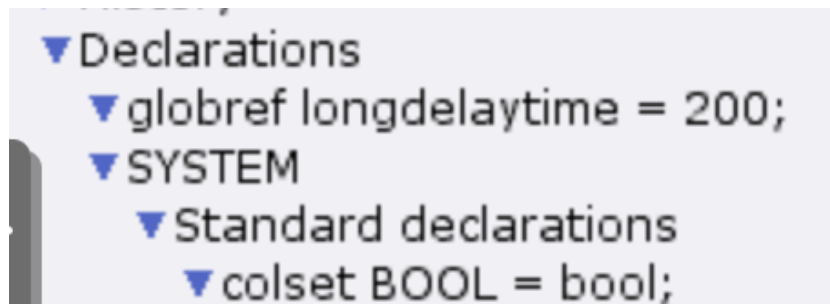 Declarations
globref longdelaytime = 200;
SYSTEM
Standard declarations
colset BOOL = bool;